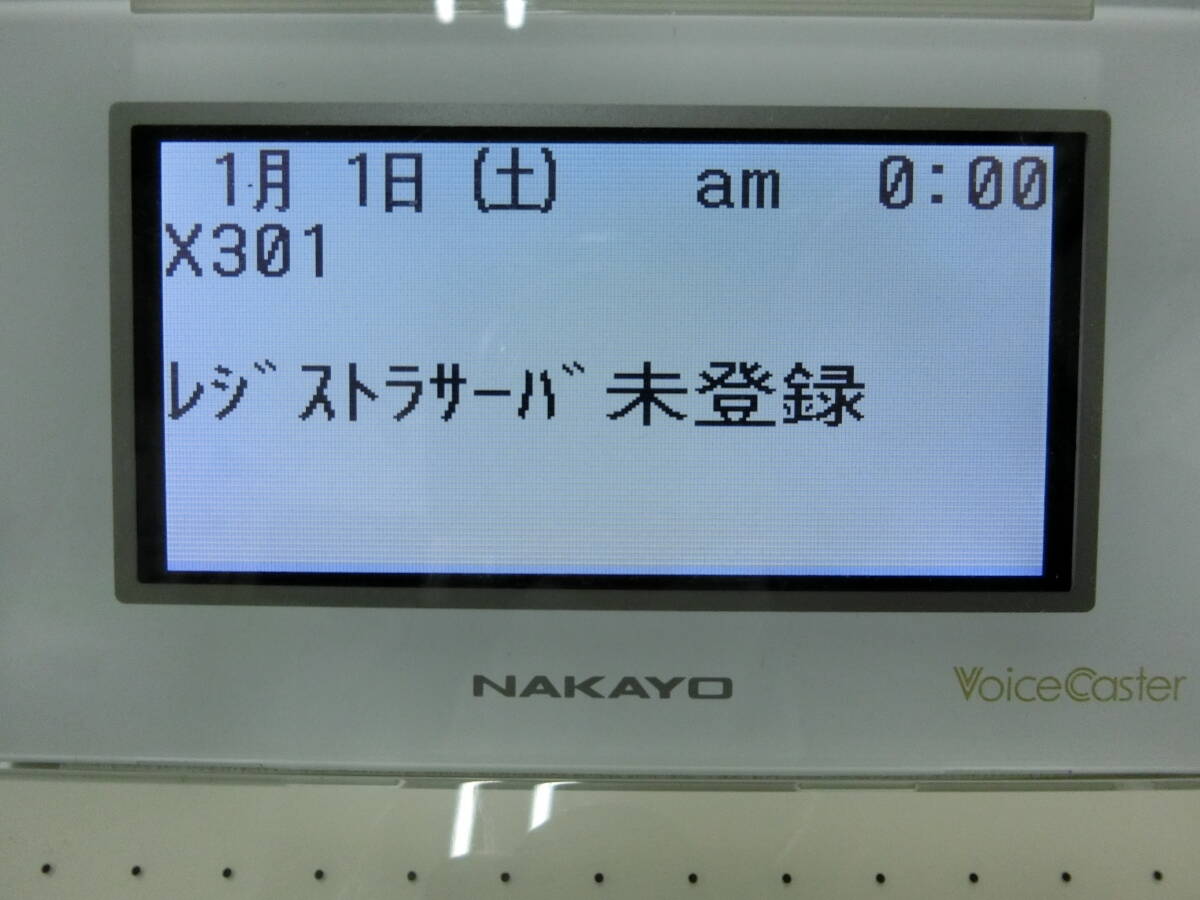 1月 1日 (土) am 0:00
X301
ﾚｼﾞｽﾄﾗｻｰﾊﾞ未登録
NAKAYO
VoiceCaster